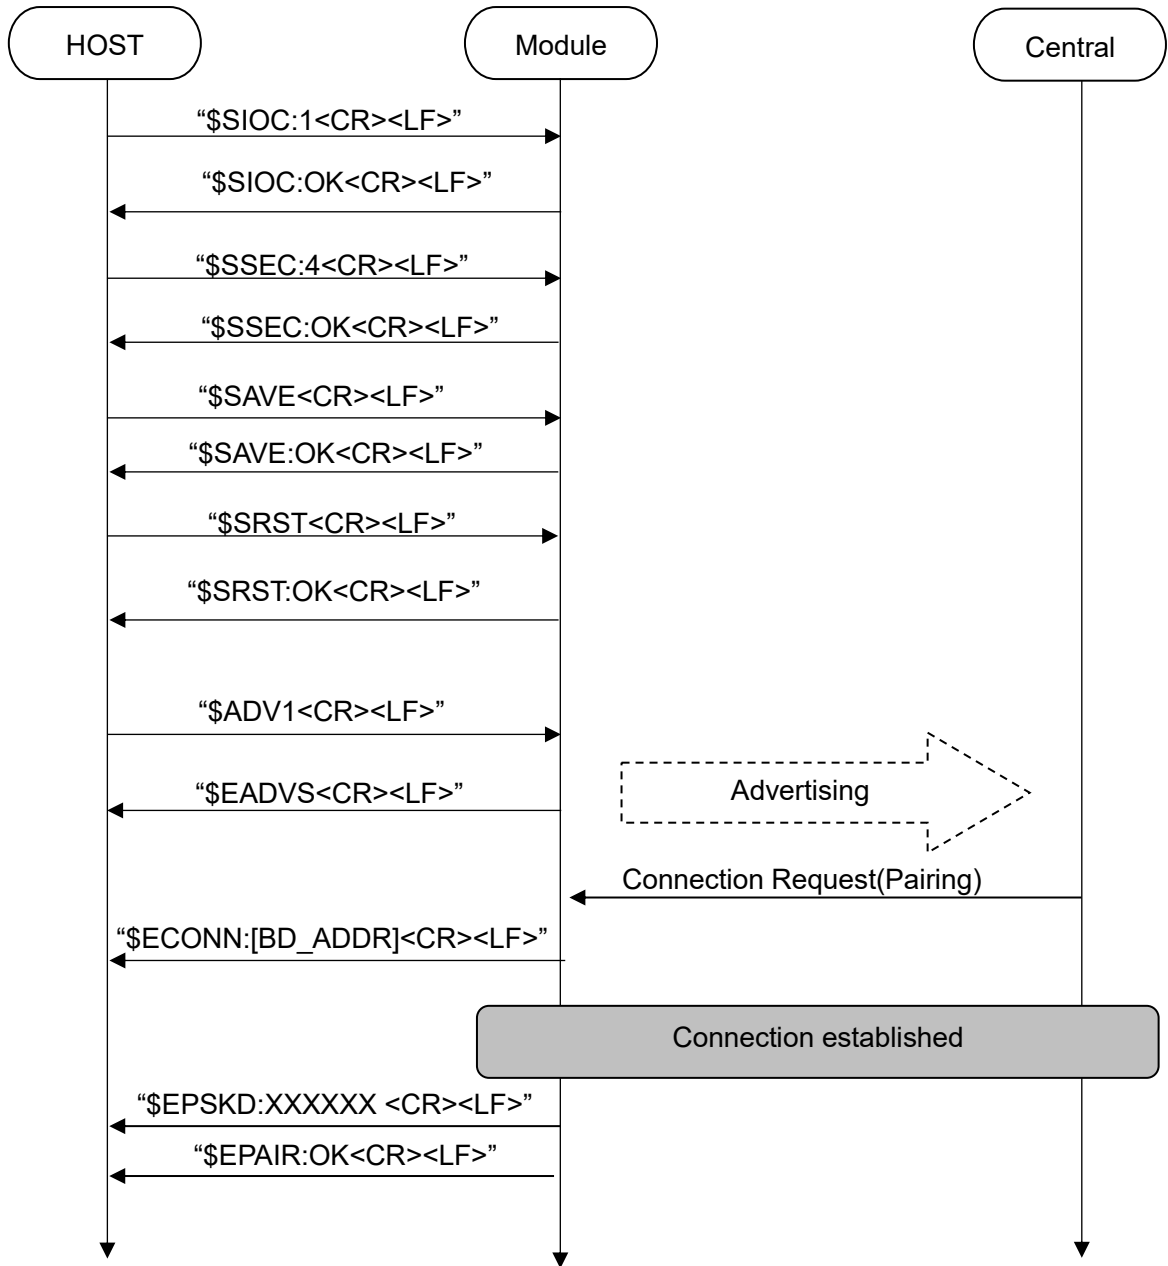 HOST
Module
Central
“$SIOC:1<CR><LF>”
“$SIOC:OK<CR><LF>”
“$SSEC:4<CR><LF>”
“$SSEC:OK<CR><LF>”
“$SAVE<CR><LF>”
“$SAVE:OK<CR><LF>”
“$SRST<CR><LF>”
“$SRST:OK<CR><LF>”
“$ADV1<CR><LF>”
“$EADVS<CR><LF>”
Advertising
Connection Request(Pairing)
“$ECONN:[BD_ADDR]<CR><LF>”
Connection established
“$EPSKD:XXXXXX <CR><LF>”
“$EPAIR:OK<CR><LF>”